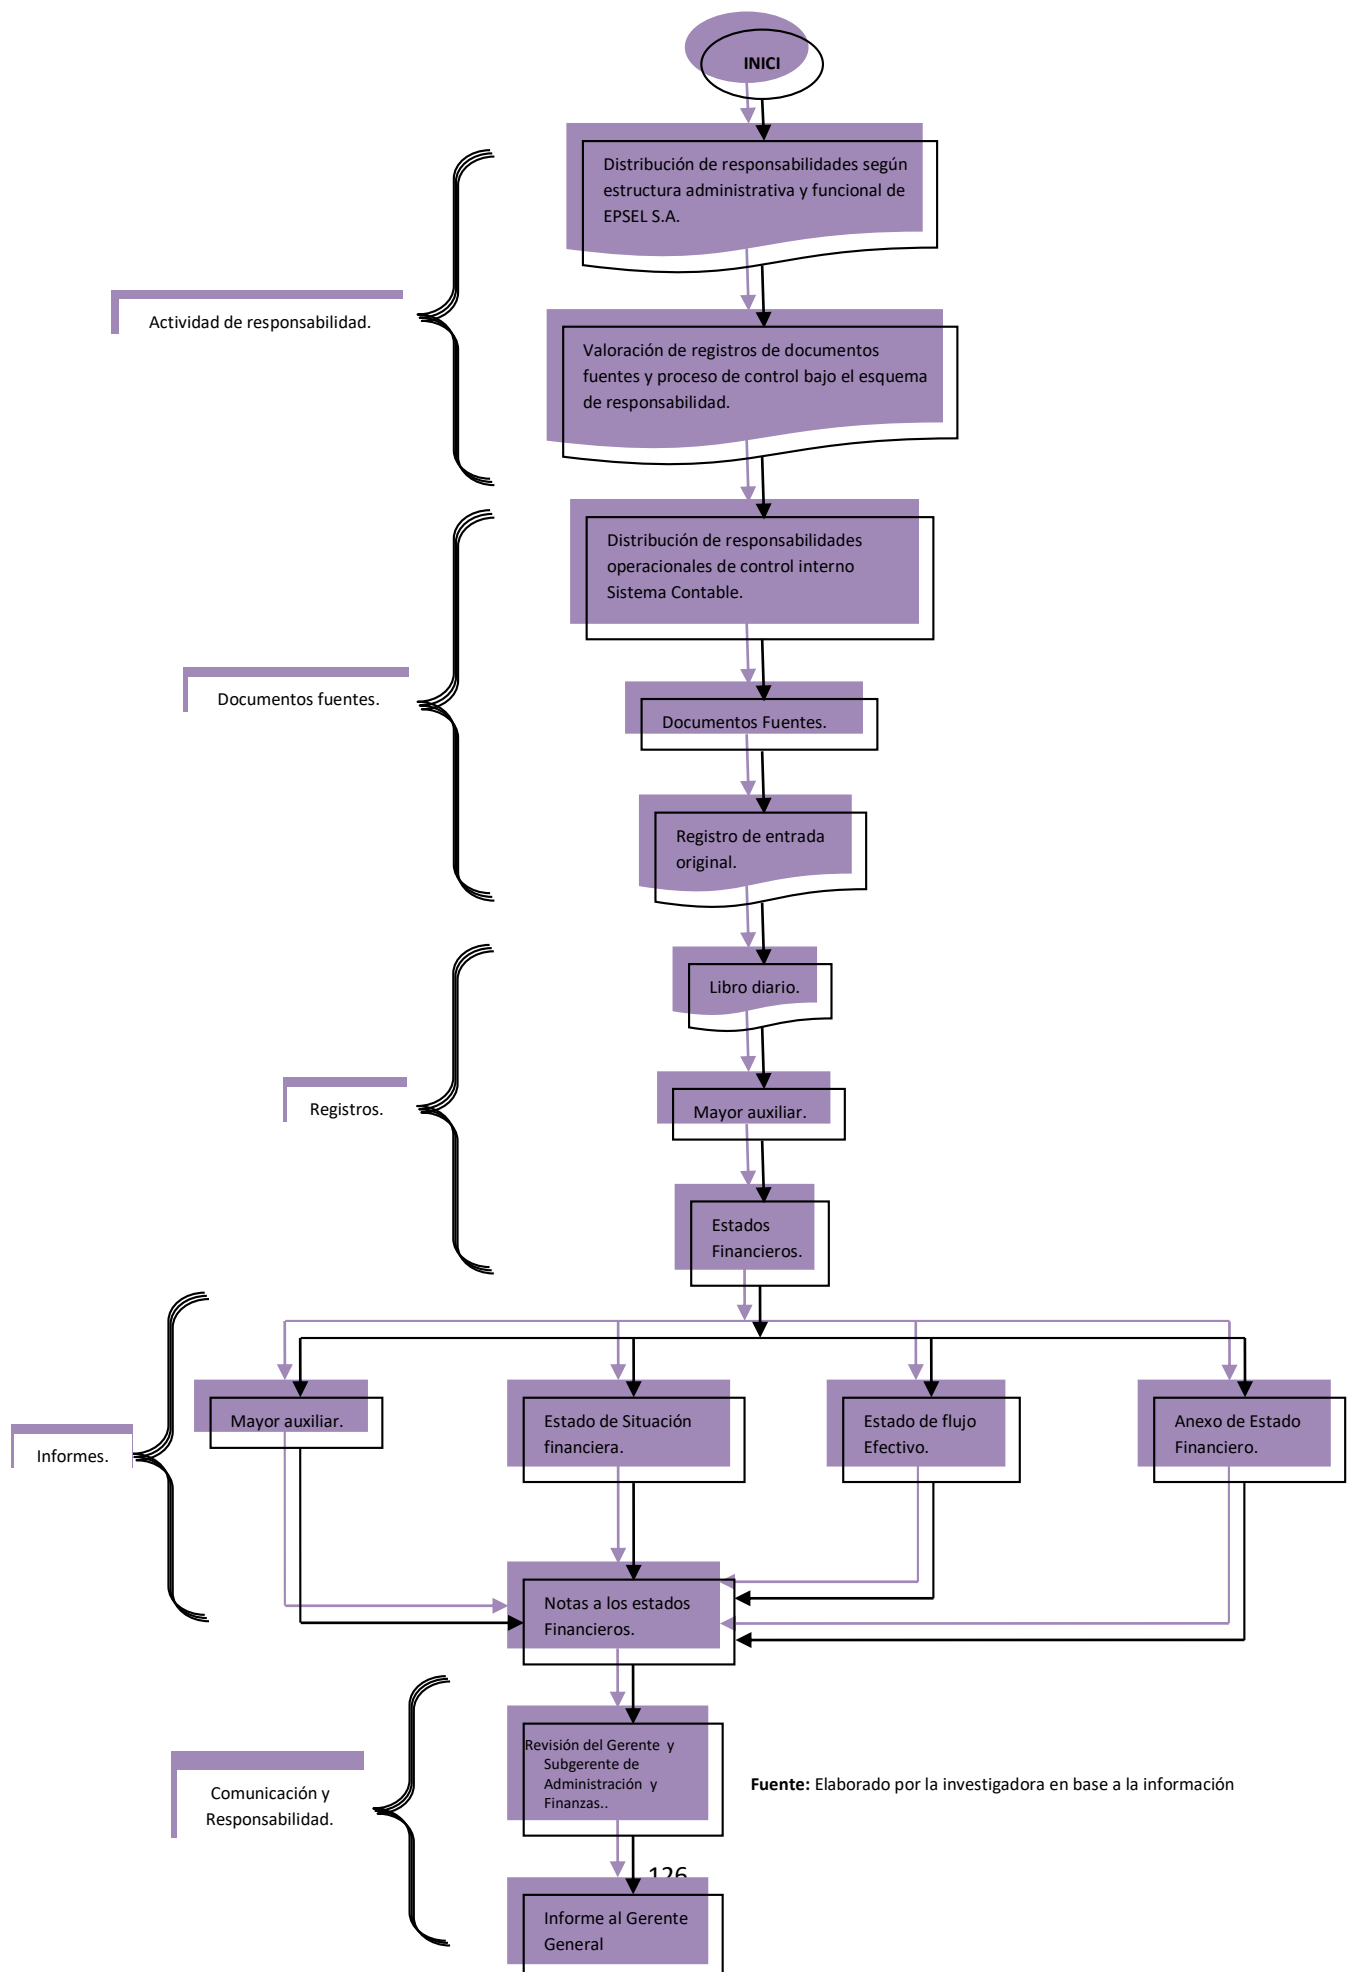 INICI
Distribución de responsabilidades según
estructura administrativa y funcional de
EPSEL S.A.
Actividad de responsabilidad.
Valoración de registros de documentos
fuentes y proceso de control bajo el esquema
de responsabilidad.
Distribución de responsabilidades
operacionales de control interno
Sistema Contable.
Documentos fuentes.
Documentos Fuentes.
Registro de entrada
original.
Libro diario.
Registros.
Mayor auxiliar.
Estados
Financieros.
Informes.
Mayor auxiliar.
Estado de Situación
financiera.
Estado de flujo
Efectivo.
Anexo de Estado
Financiero.
Notas a los estados
Financieros.
Comunicación y
Responsabilidad.
Revisión del Gerente y
Subgerente de
Administración y
Finanzas..
Fuente: Elaborado por la investigadora en base a la información
126
Informe al Gerente
General